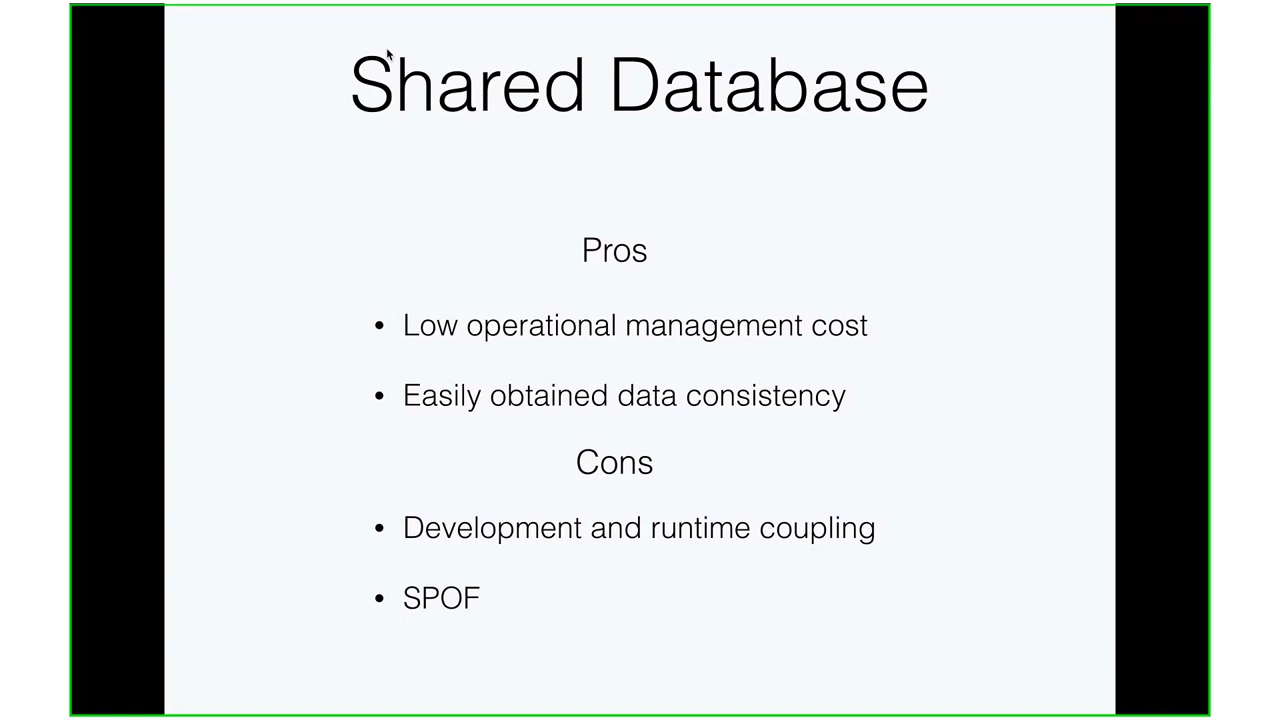 Shared Database
Pros
• Low operational management cost
• Easily obtained data consistency
Cons
• Development and runtime coupling
• SPOF